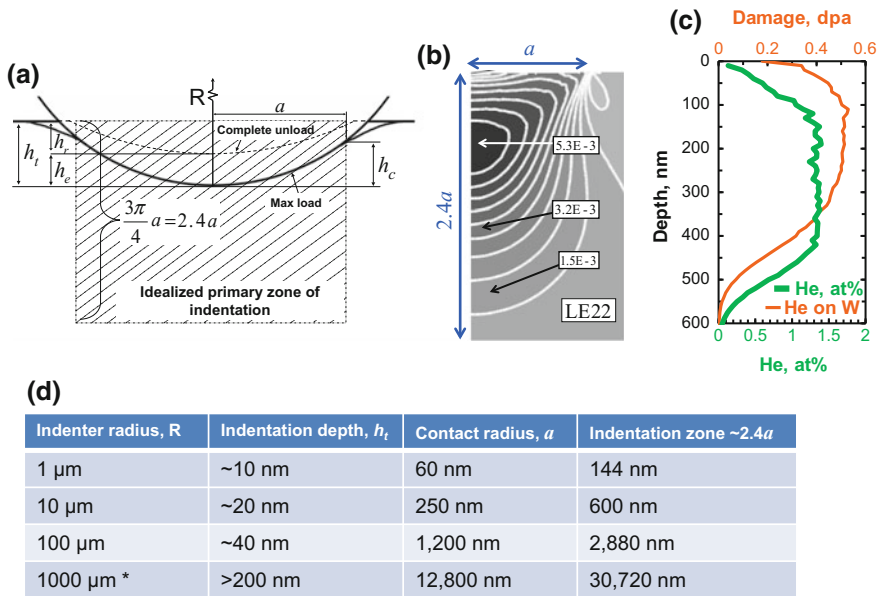 (a)
R
a
Complete unload
h_r
h_t
h_e
h_c
Max load
3π/4 a=2.4a
Idealized primary zone of
indentation
(b)
a
2.4a
5.3E-3
3.2E-3
1.5E-3
LE22
(c)
Damage, dpa
0 0.2 0.4 0.6
Depth, nm
0
100
200
300
400
500
600
He, at%
He on W
0 0.5 1 1.5 2
He, at%
(d)
Indenter radius, R Indentation depth, h_t Contact radius, a Indentation zone ~2.4a
1 µm ~10 nm 60 nm 144 nm
10 µm ~20 nm 250 nm 600 nm
100 µm ~40 nm 1,200 nm 2,880 nm
1000 µm * >200 nm 12,800 nm 30,720 nm